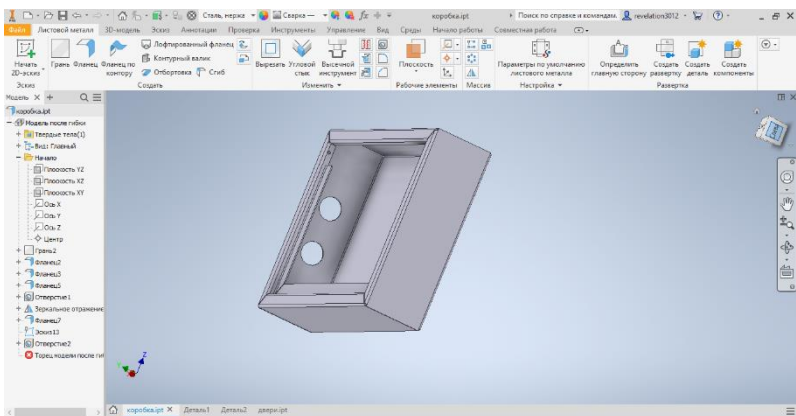 Сталь, нержа
Сварка —
коробка.ipt
Поиск по справке и командам.
revelation3012
Файл Листовой металл 3D-модель Эскиз Аннотации Проверка Инструменты Управление Вид Среды Начало работы Совместная работа
Начать 2D-эскиз
Грань
Фланец
Фланец по контору
Лофтированный фланец
Контурный валик
Отбортовка
Сгиб
Вырезать
Угловой стык
Высечной инструмент
Плоскость
Параметры по умолчанию листового металла
Определить главную сторону
Создать развертку
Создать деталь
Создать компоненты
Эскиз
Создать
Изменить
Рабочие элементы
Массив
Настройка
Развертка
Модель
коробка.ipt
Модель после гибки
Твердые тела(1)
Вид: Главный
Начало
Плоскость YZ
Плоскость XZ
Плоскость XY
Ось X
Ось Y
Ось Z
Центр
Грань2
Фланец2
Фланец3
Фланец5
Отверстие1
Зеркальное отражение
Фланец7
Эскиз13
Отверстие2
Торец модели после ги
Z
коробка.ipt
Деталь1
Деталь2
двери.ipt